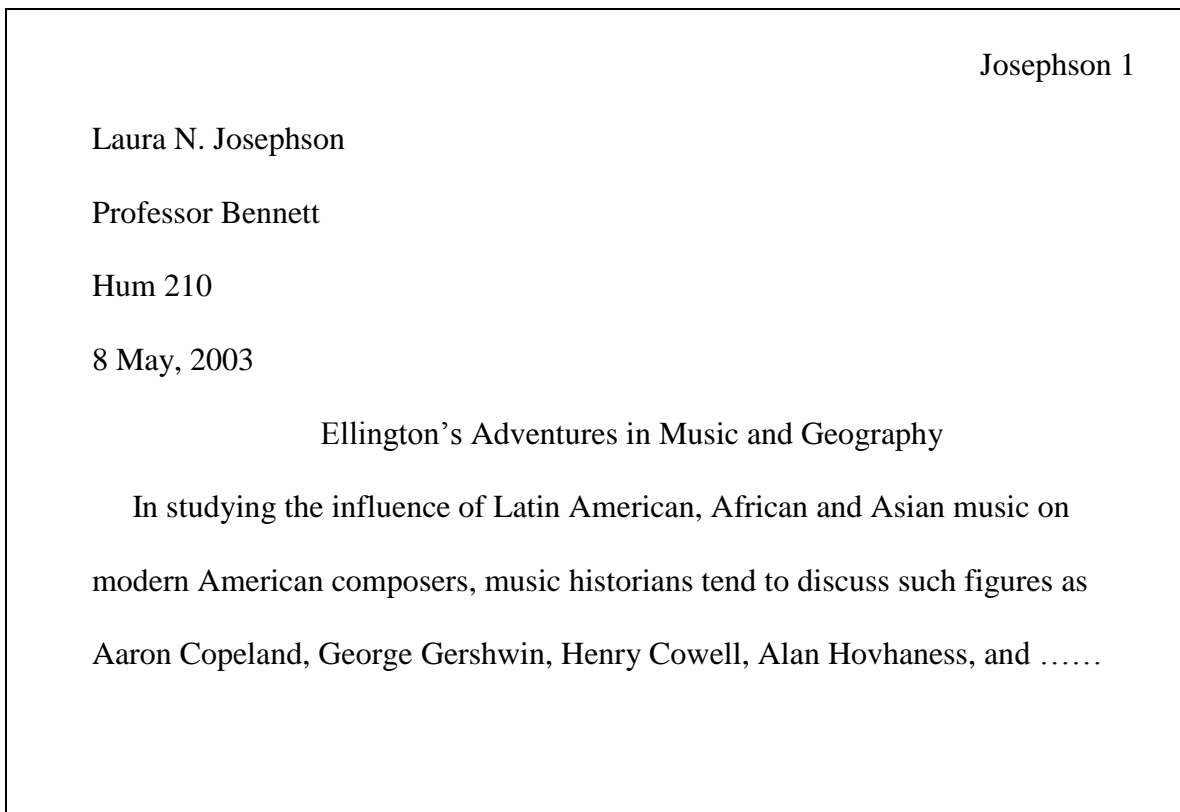 Josephson 1
Laura N. Josephson
Professor Bennett
Hum 210
8 May, 2003
Ellington’s Adventures in Music and Geography
In studying the influence of Latin American, African and Asian music on
modern American composers, music historians tend to discuss such figures as
Aaron Copeland, George Gershwin, Henry Cowell, Alan Hovhaness, and ……